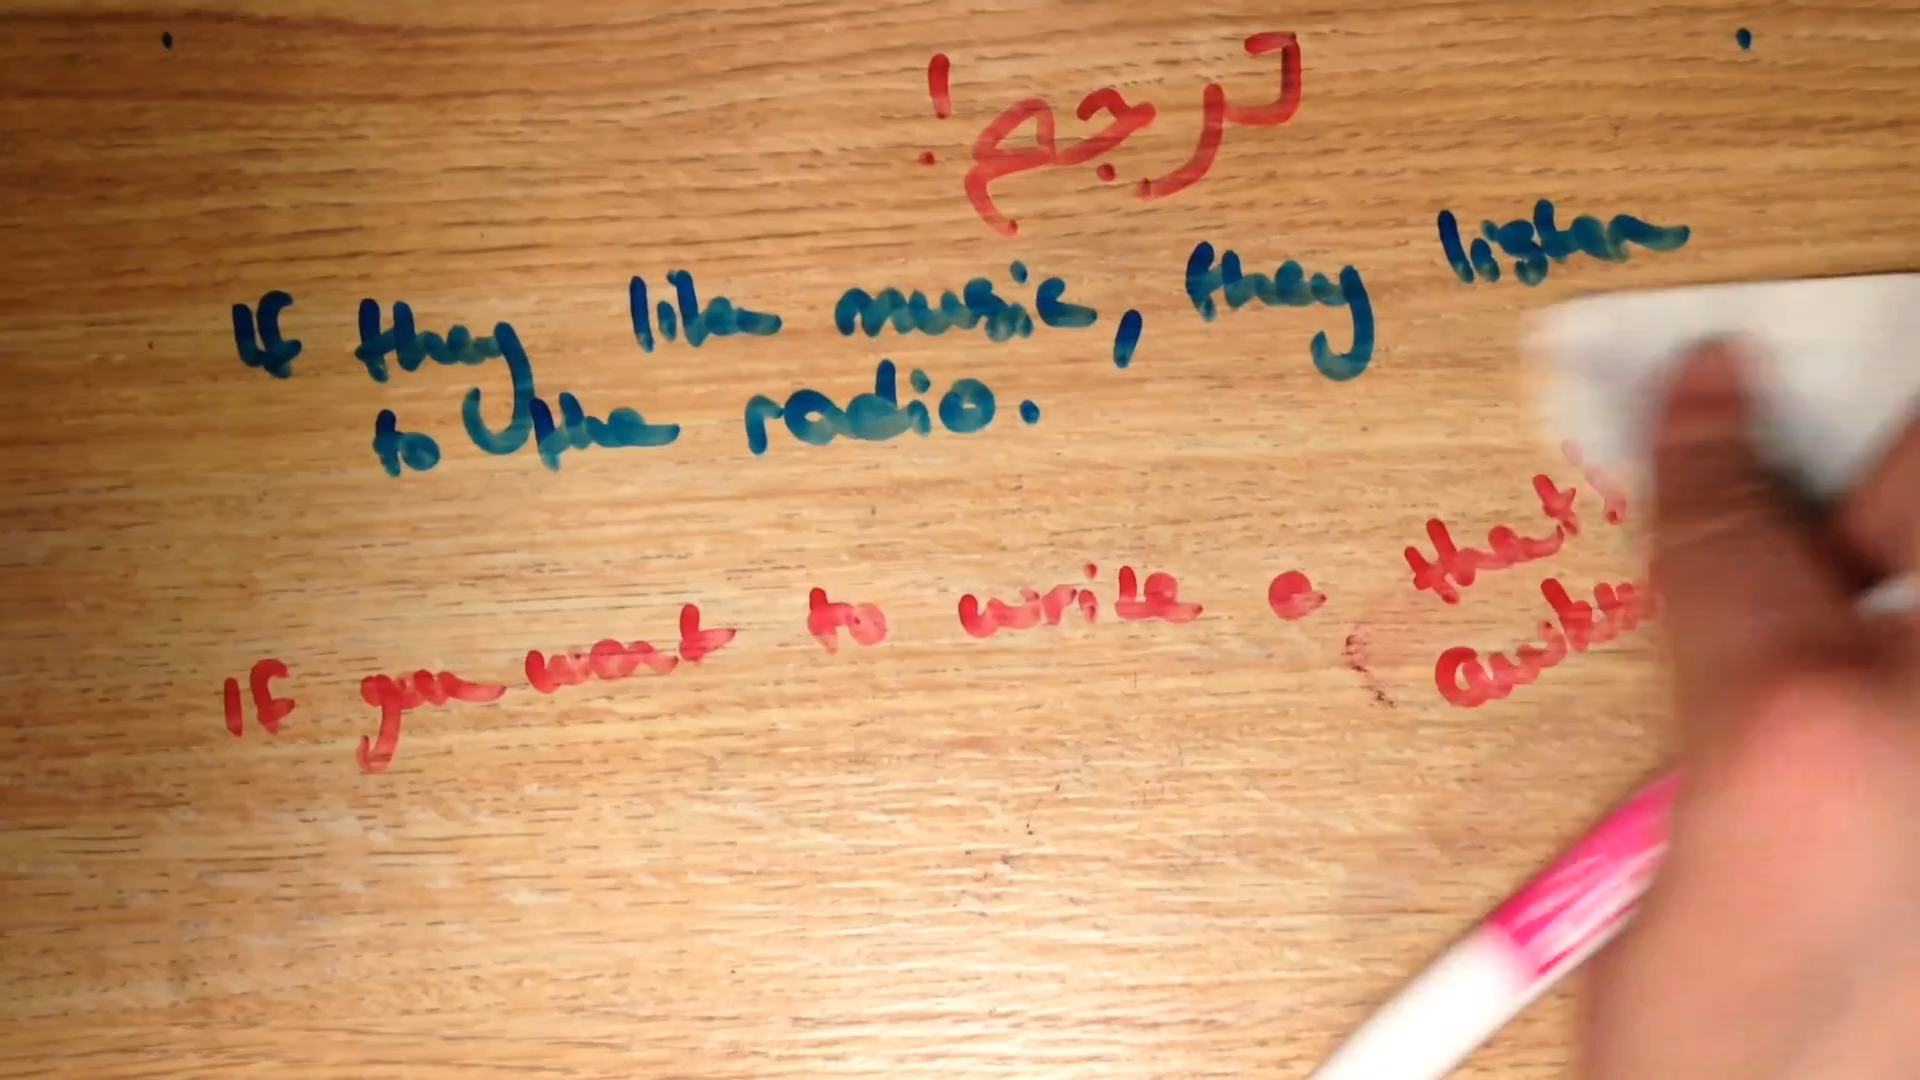 ترجم!
If they like music, they listen
to the radio.
If you want to write a that,